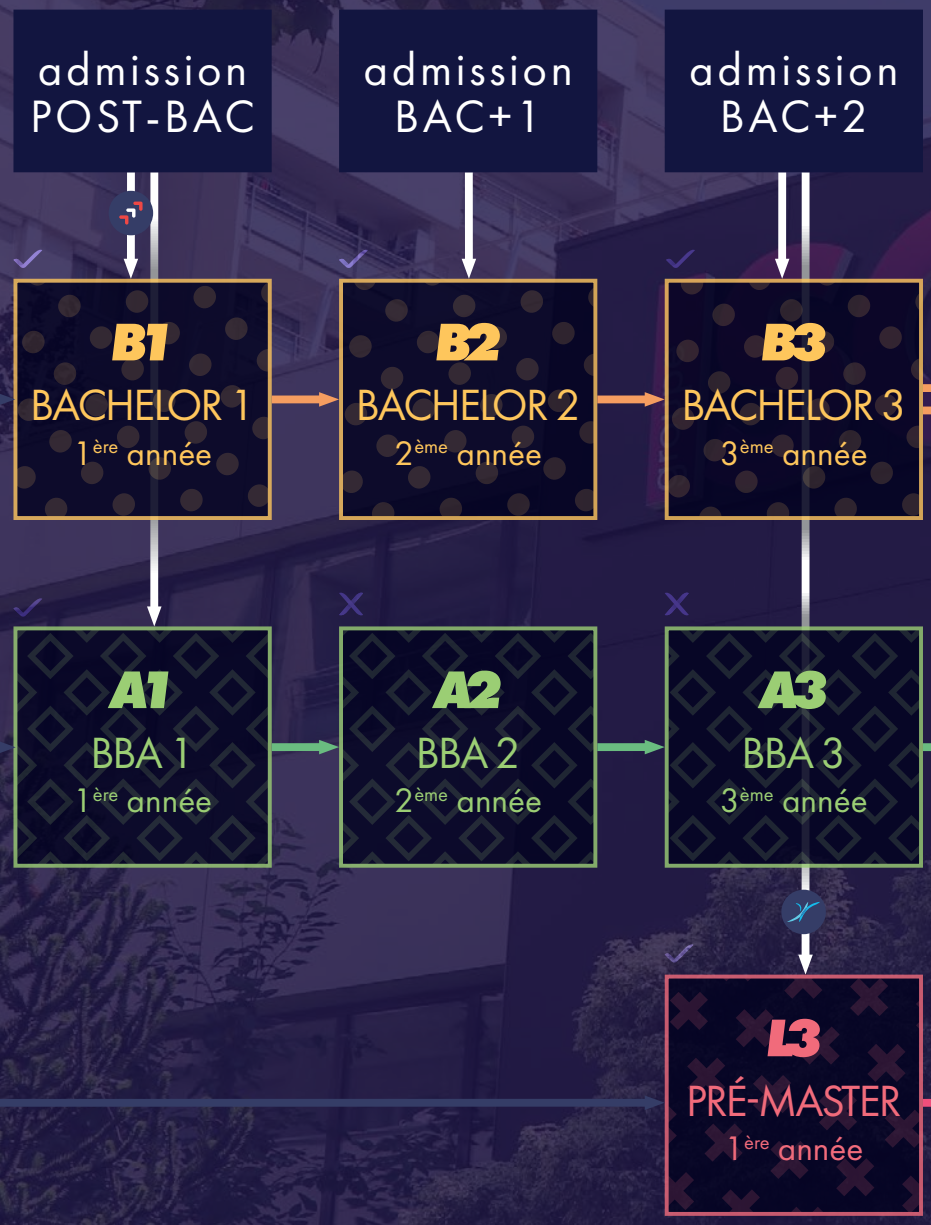 admission
POST-BAC
admission
BAC+1
admission
BAC+2
B1
BACHELOR 1
1ère année
B2
BACHELOR 2
2ème année
B3
BACHELOR 3
3ème année
A1
BBA 1
1ère année
A2
BBA 2
2ème année
A3
BBA 3
3ème année
L3
PRÉ-MASTER
1ère année